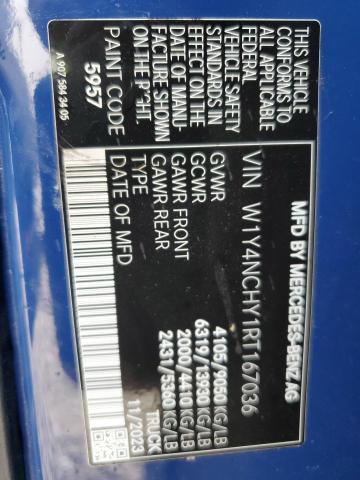 MFD BY MERCEDES-BENZ AG
VIN W1Y4NCHY1RT167036
GVWR 4105/9050 KG/LB
GCWR 6319/13930 KG/LB
GAWR FRONT 2000/4410 KG/LB
GAWR REAR 2431/5360 KG/LB
TYPE TRUCK
DATE OF MFD 11/2023
THIS VEHICLE
CONFORMS TO
ALL APPLICABLE
FEDERAL
VEHICLE SAFETY
STANDARDS IN
EFFECT ON THE
DATE OF MANU-
FACTURE SHOWN
ON THE RIGHT
PAINT CODE
5957
A 907 584 34 05